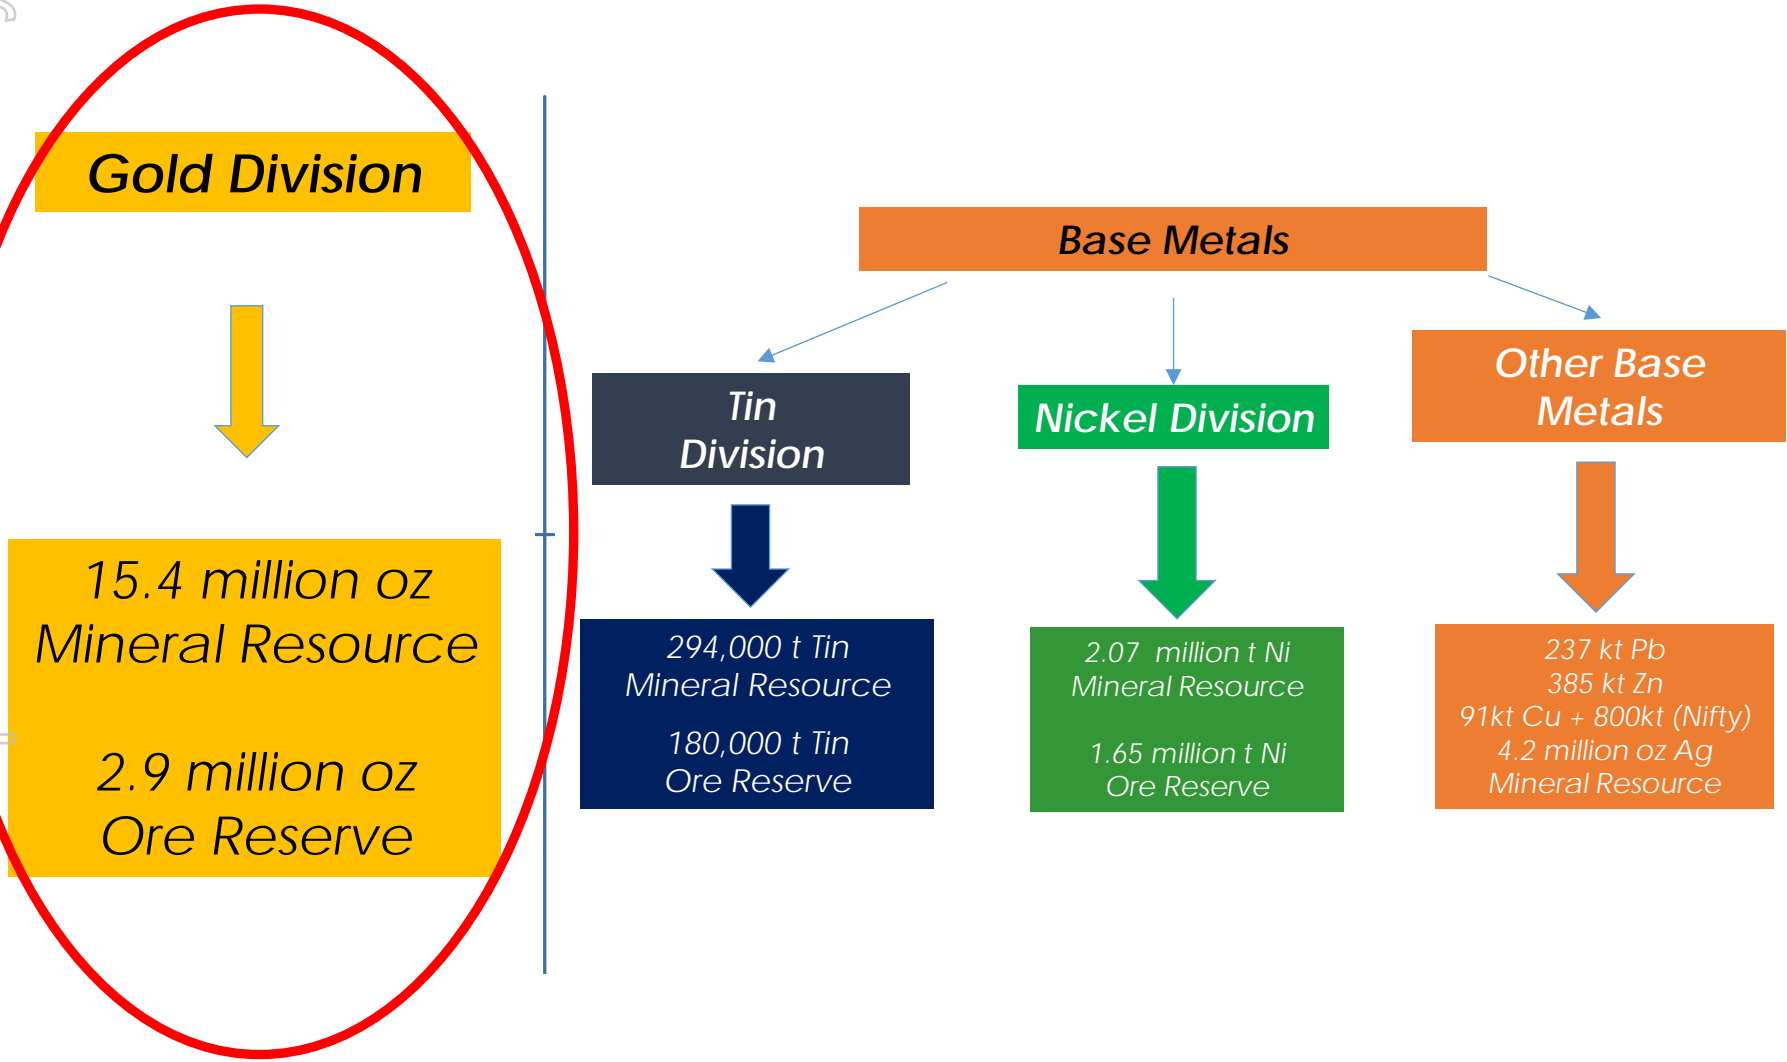 Gold Division
15.4 million oz
Mineral Resource
2.9 million oz
Ore Reserve
Base Metals
Tin
Division
294,000 t Tin
Mineral Resource
180,000 t Tin
Ore Reserve
Nickel Division
2.07 million t Ni
Mineral Resource
1.65 million t Ni
Ore Reserve
Other Base
Metals
237 kt Pb
385 kt Zn
91kt Cu + 800kt (Nifty)
4.2 million oz Ag
Mineral Resource